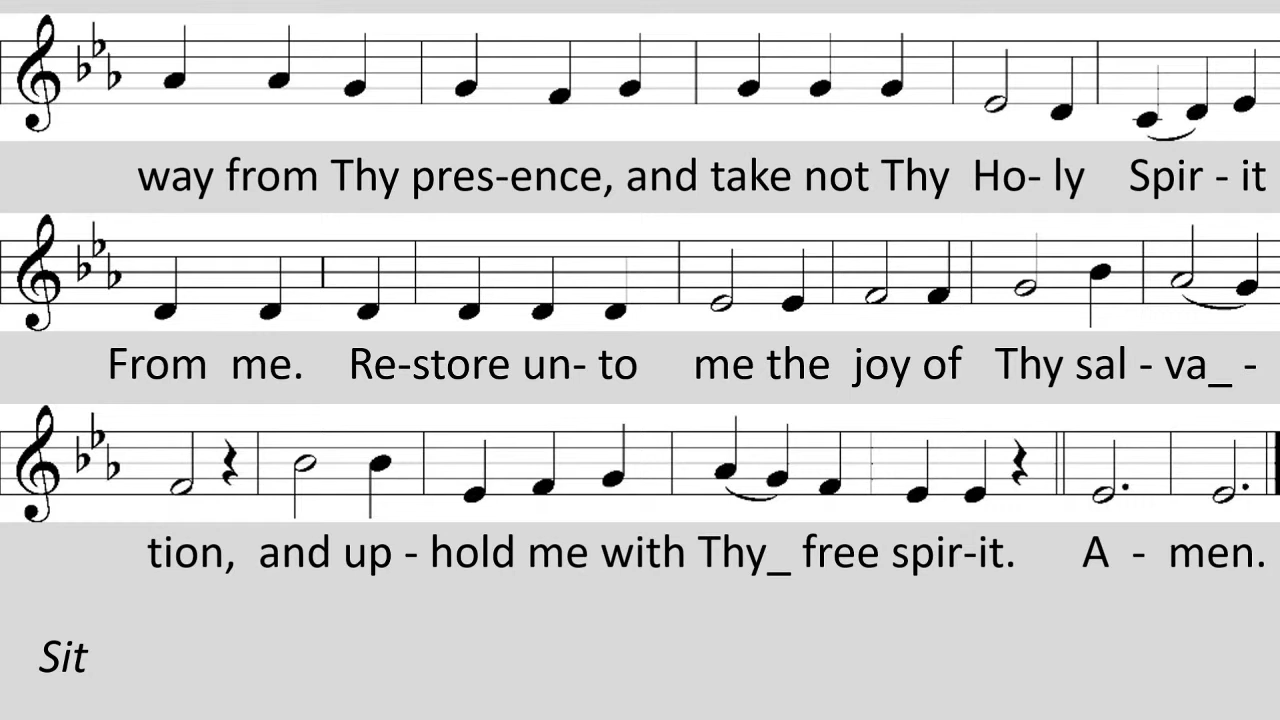 way from Thy pres-ence, and take not Thy Ho- ly Spir - it
From me. Re-store un- to me the joy of Thy sal - va_ -
tion, and up - hold me with Thy_ free spir-it. A - men.
Sit